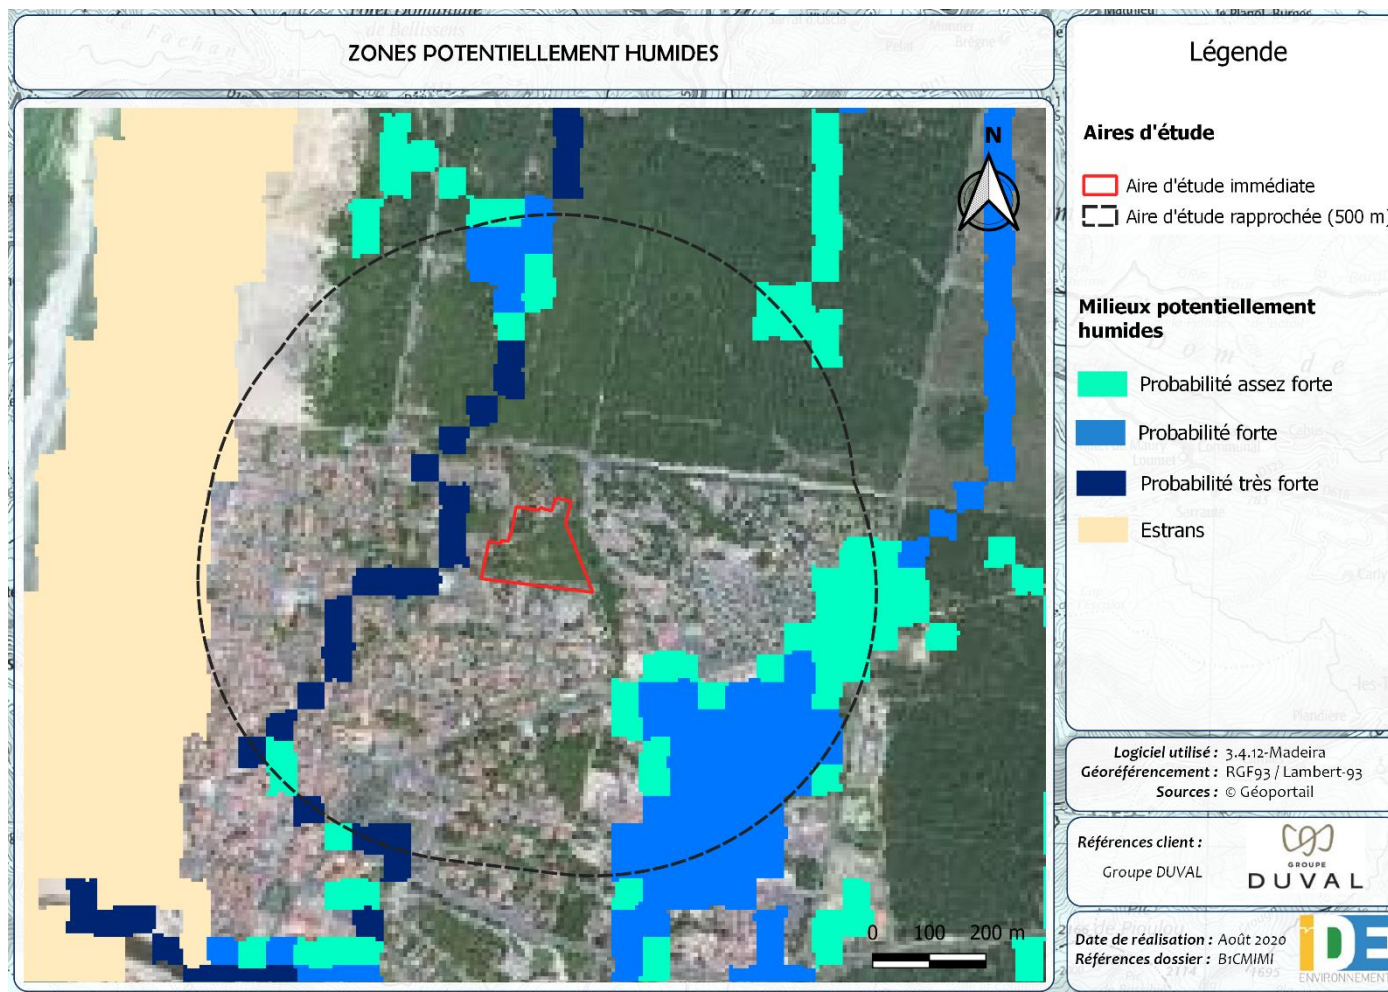 ZONES POTENTIELLEMENT HUMIDES
N
0 100 200 m
Légende
Aires d'étude
Aire d'étude immédiate
Aire d'étude rapprochée (500 m)
Milieux potentiellement
humides
Probabilité assez forte
Probabilité forte
Probabilité très forte
Estrans
Logiciel utilisé : 3.4.12-Madeira
Géoréférencement : RGF93 / Lambert-93
Sources : © Géoportail
Références client :
Groupe DUVAL
GROUPE
DUVAL
Date de réalisation : Août 2020
Références dossier : B1CMIMI
IDE
ENVIRONNEMENT